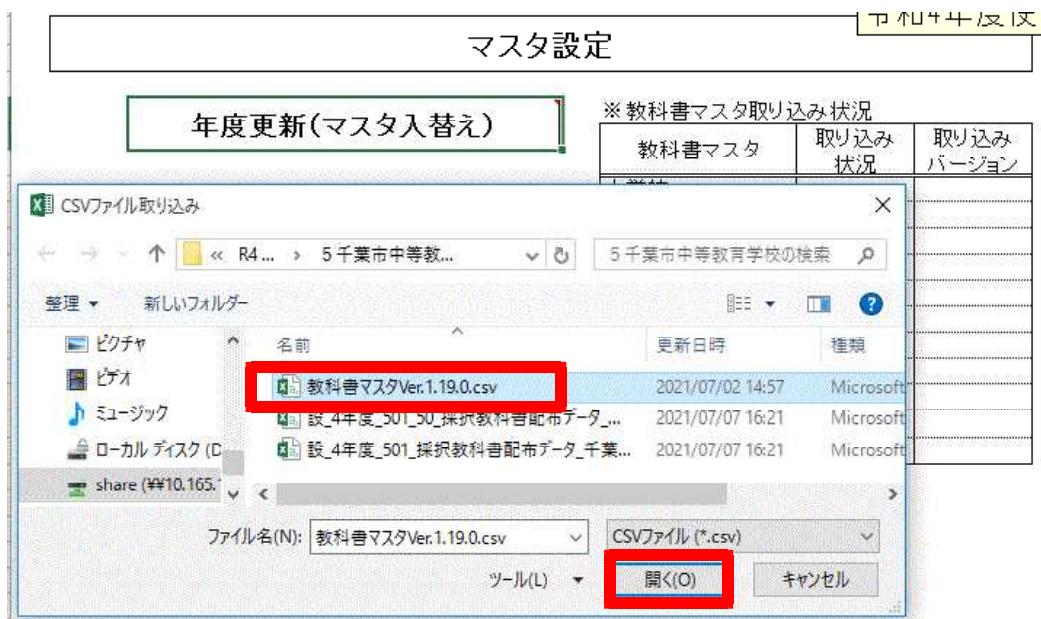 マスタ設定
年度更新(マスタ入替え)
※教科書マスタ取り込み状況
教科書マスタ
取り込み
状況
取り込み
バージョン
CSVファイル取り込み
« R4 ... › 5 千葉市中等教...
5 千葉市中等教育学校の検索
整理
新しいフォルダー
名前
更新日時
種類
ピクチャ
ビデオ
ミュージック
ローカル ディスク (D
share (¥¥10.165.
教科書マスタVer.1.19.0.csv
2021/07/02 14:57
Microsoft
設_4年度_501_50_採択教科書配布データ_...
2021/07/07 16:21
Microsoft
設_4年度_501_採択教科書配布データ_千葉...
2021/07/07 16:21
Microsoft
ファイル名(N):
教科書マスタVer.1.19.0.csv
CSVファイル (*.csv)
ツール(L)
開く(O)
キャンセル